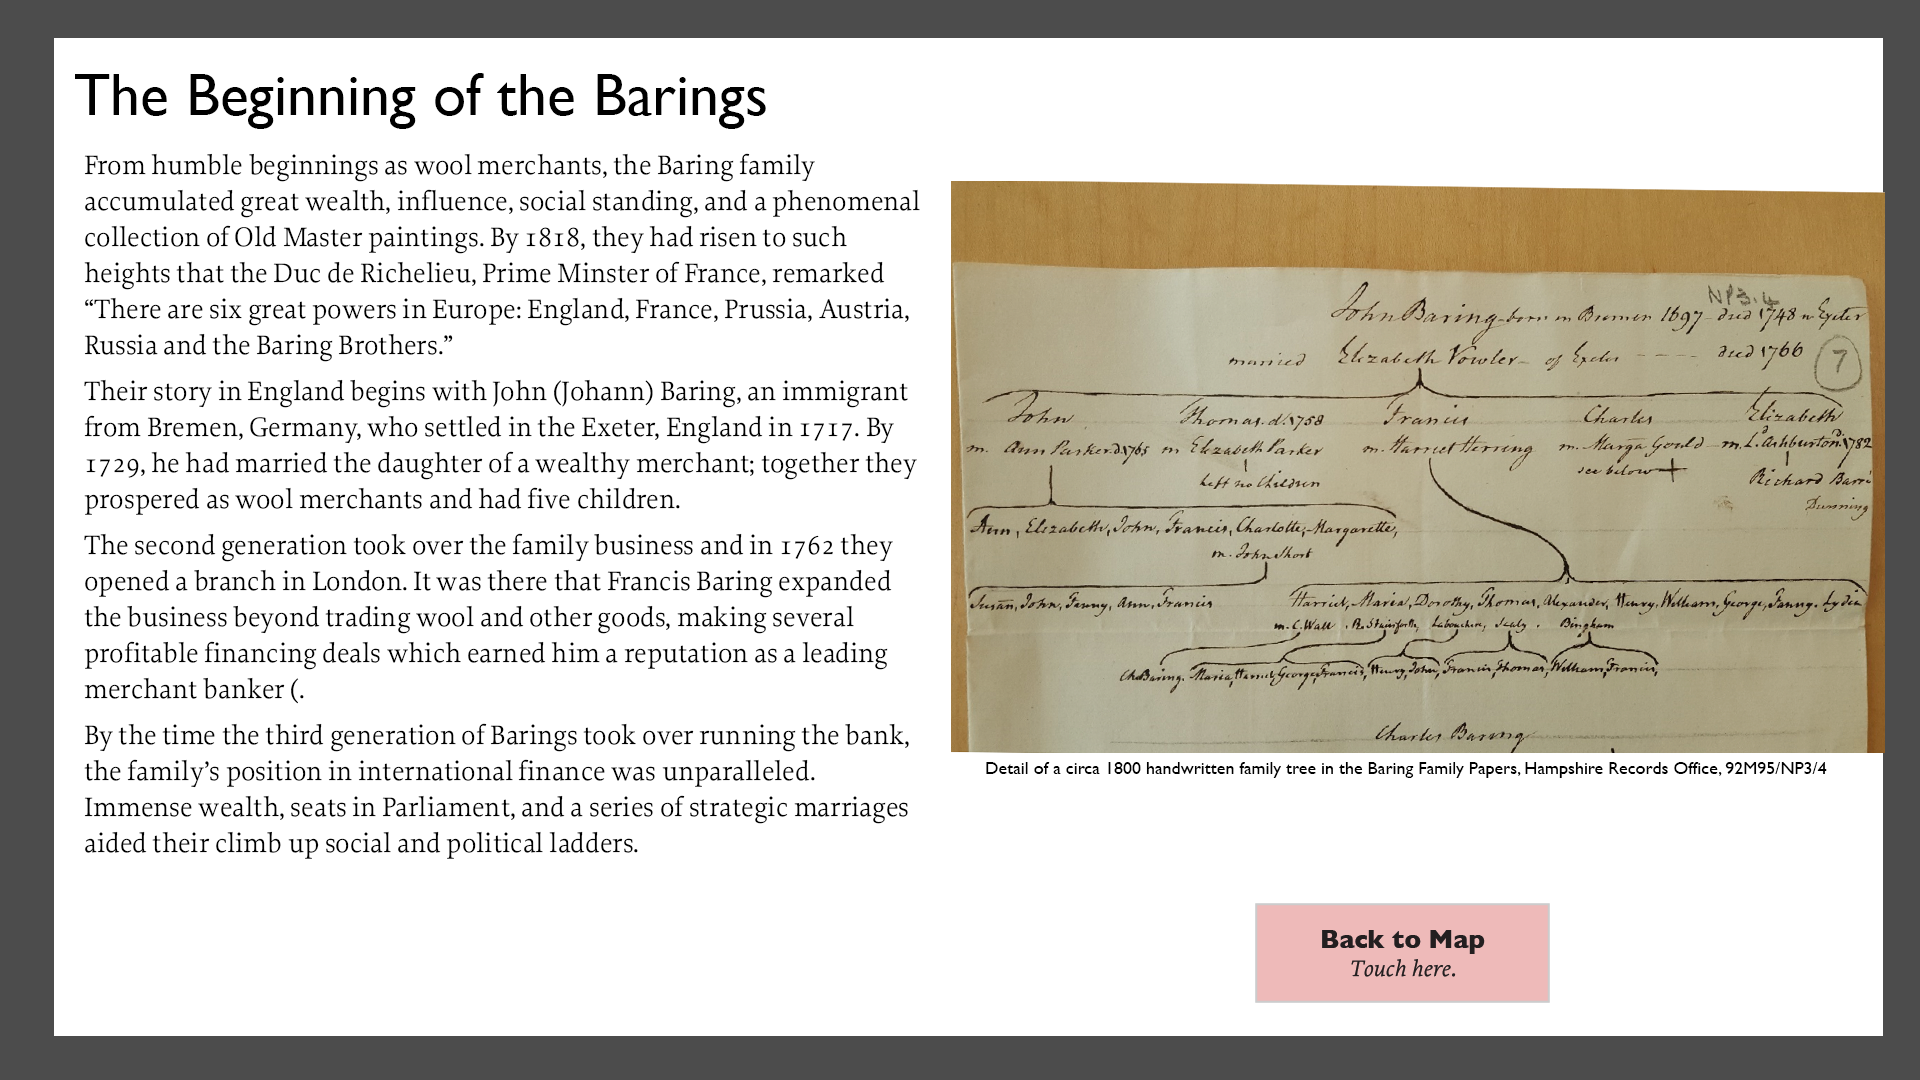 The Beginning of the Barings
From humble beginnings as wool merchants, the Baring family
accumulated great wealth, influence, social standing, and a phenomenal
collection of Old Master paintings. By 1818, they had risen to such
heights that the Duc de Richelieu, Prime Minster of France, remarked
“There are six great powers in Europe: England, France, Prussia, Austria,
Russia and the Baring Brothers.”
Their story in England begins with John (Johann) Baring, an immigrant
from Bremen, Germany, who settled in the Exeter, England in 1717. By
1729, he had married the daughter of a wealthy merchant; together they
prospered as wool merchants and had five children.
The second generation took over the family business and in 1762 they
opened a branch in London. It was there that Francis Baring expanded
the business beyond trading wool and other goods, making several
profitable financing deals which earned him a reputation as a leading
merchant banker (.
By the time the third generation of Barings took over running the bank,
the family’s position in international finance was unparalleled.
Immense wealth, seats in Parliament, and a series of strategic marriages
aided their climb up social and political ladders.
NP3.4
John Baring born in Bremen 1697 died 1748 in Exeter
married Elizabeth Vowler of Exeter died 1766
7
John Thomas d. 1758 Francis Charles Elizabeth
m. Ann Parker d. 1765 m Elizabeth Parker m. Harriet Herring m. Marga Gould m. Ld. Ashburton d. 1782
left no Children see below + Richard Barré
Dunning
Ann, Elizabeth, John, Francis, Charlotte, Margarette,
m. John Short
Susan, John, Fanny, Ann, Francis Harriet, Maria, Dorothy, Thomas, Alexander, Henry, William, George, Fanny, Lydia
m. C. Wall . R. Stainforth, Labouchere, Sealy . Bingham
Ch. Baring. Maria, Harriet, George, Francis, Henry, John, Francis, Thomas, William, Francis,
Charles Baring
Detail of a circa 1800 handwritten family tree in the Baring Family Papers, Hampshire Records Office, 92M95/NP3/4
Back to Map
Touch here.